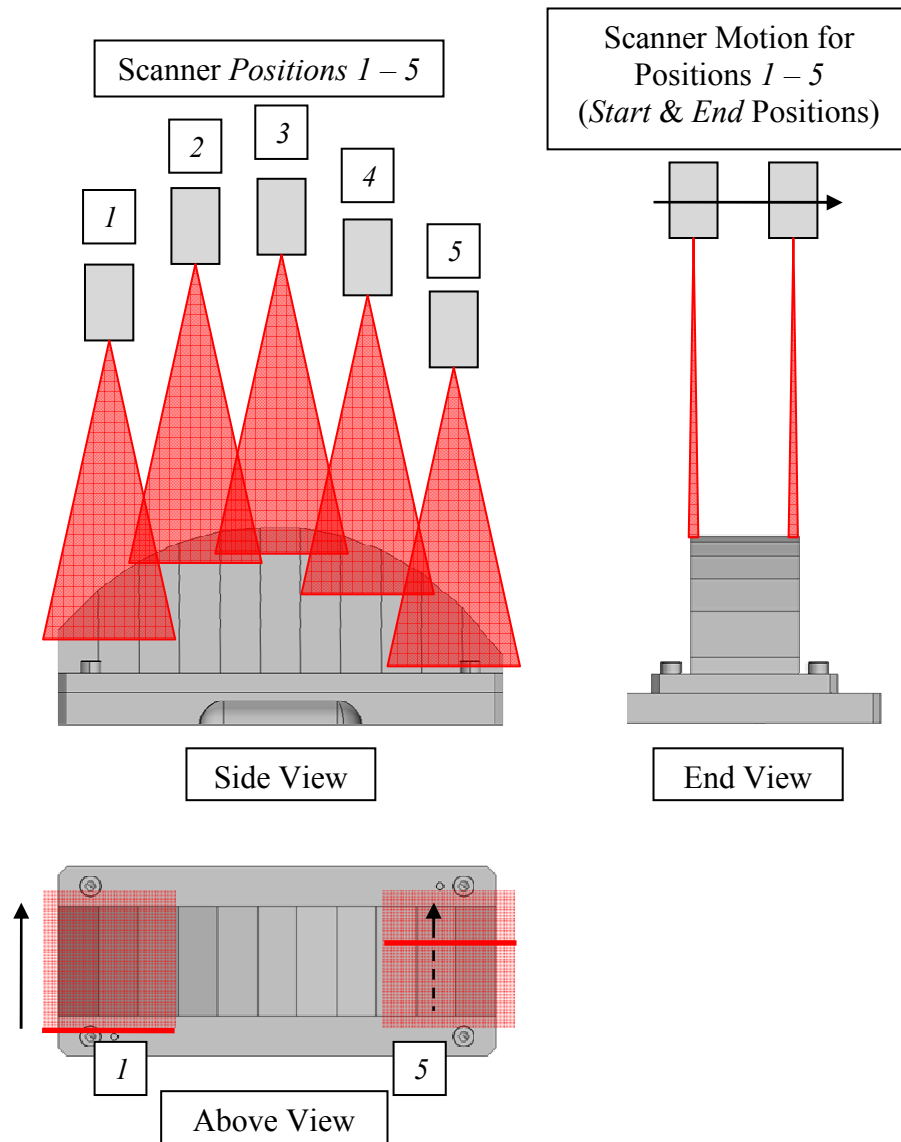 Scanner Positions 1 – 5
Scanner Motion for
Positions 1 – 5
(Start & End Positions)
1
2
3
4
5
Side View
End View
1
5
Above View